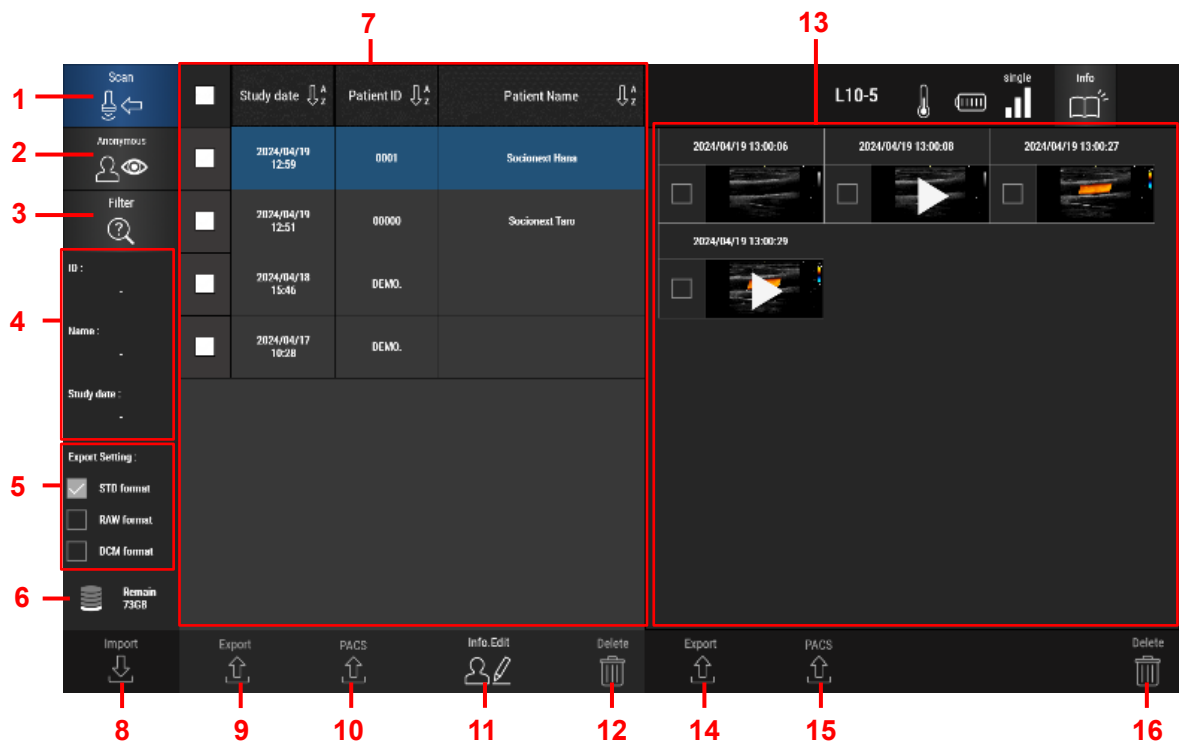 7
13
Scan
1
Study date
A
Z
Patient ID
A
Z
Patient Name
A
Z
L10-5
single
Info
Anonymous
2
2024/04/19
12:59
0001
Socionext Hana
2024/04/19 13:00:06
2024/04/19 13:00:08
2024/04/19 13:00:27
Filter
3
2024/04/19
12:51
00000
Socionext Taro
2024/04/19 13:00:29
4
ID :
-
Name :
-
Study date :
-
2024/04/18
15:46
DEMO.
2024/04/17
10:28
DEMO.
5
Export Setting :
STD format
RAW format
DCM format
6
Remain
73GB
Import
Export
PACS
Info.Edit
Delete
Export
PACS
Delete
8
9
10
11
12
14
15
16